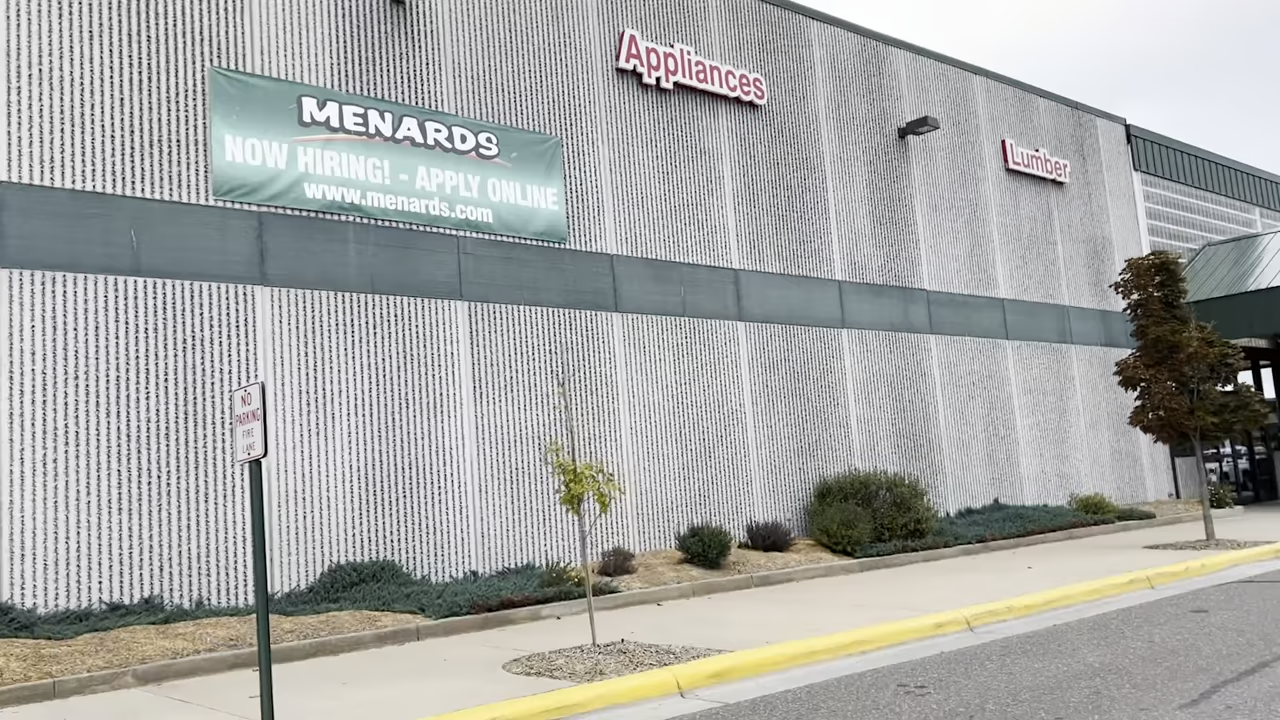 MENARDS
NOW HIRING! - APPLY ONLINE
www.menards.com
Appliances
Lumber
NO
PARKING
FIRE
LANE